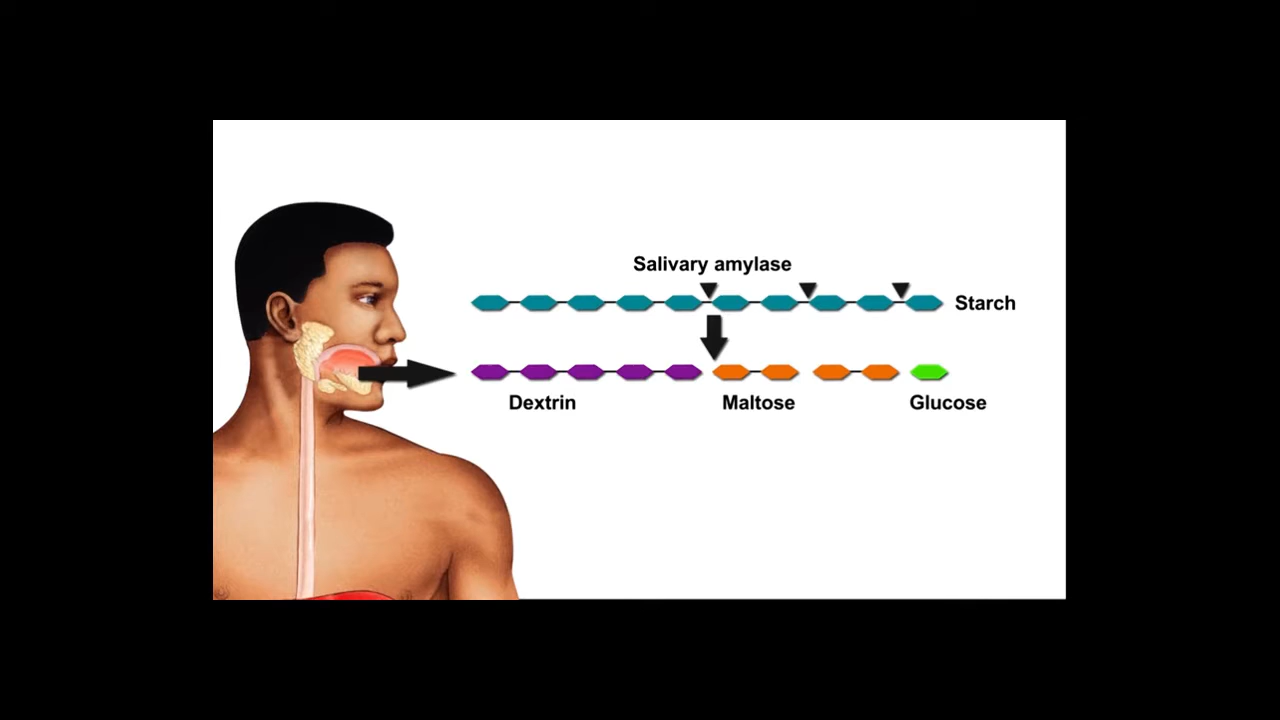 Salivary amylase
Starch
Dextrin
Maltose
Glucose